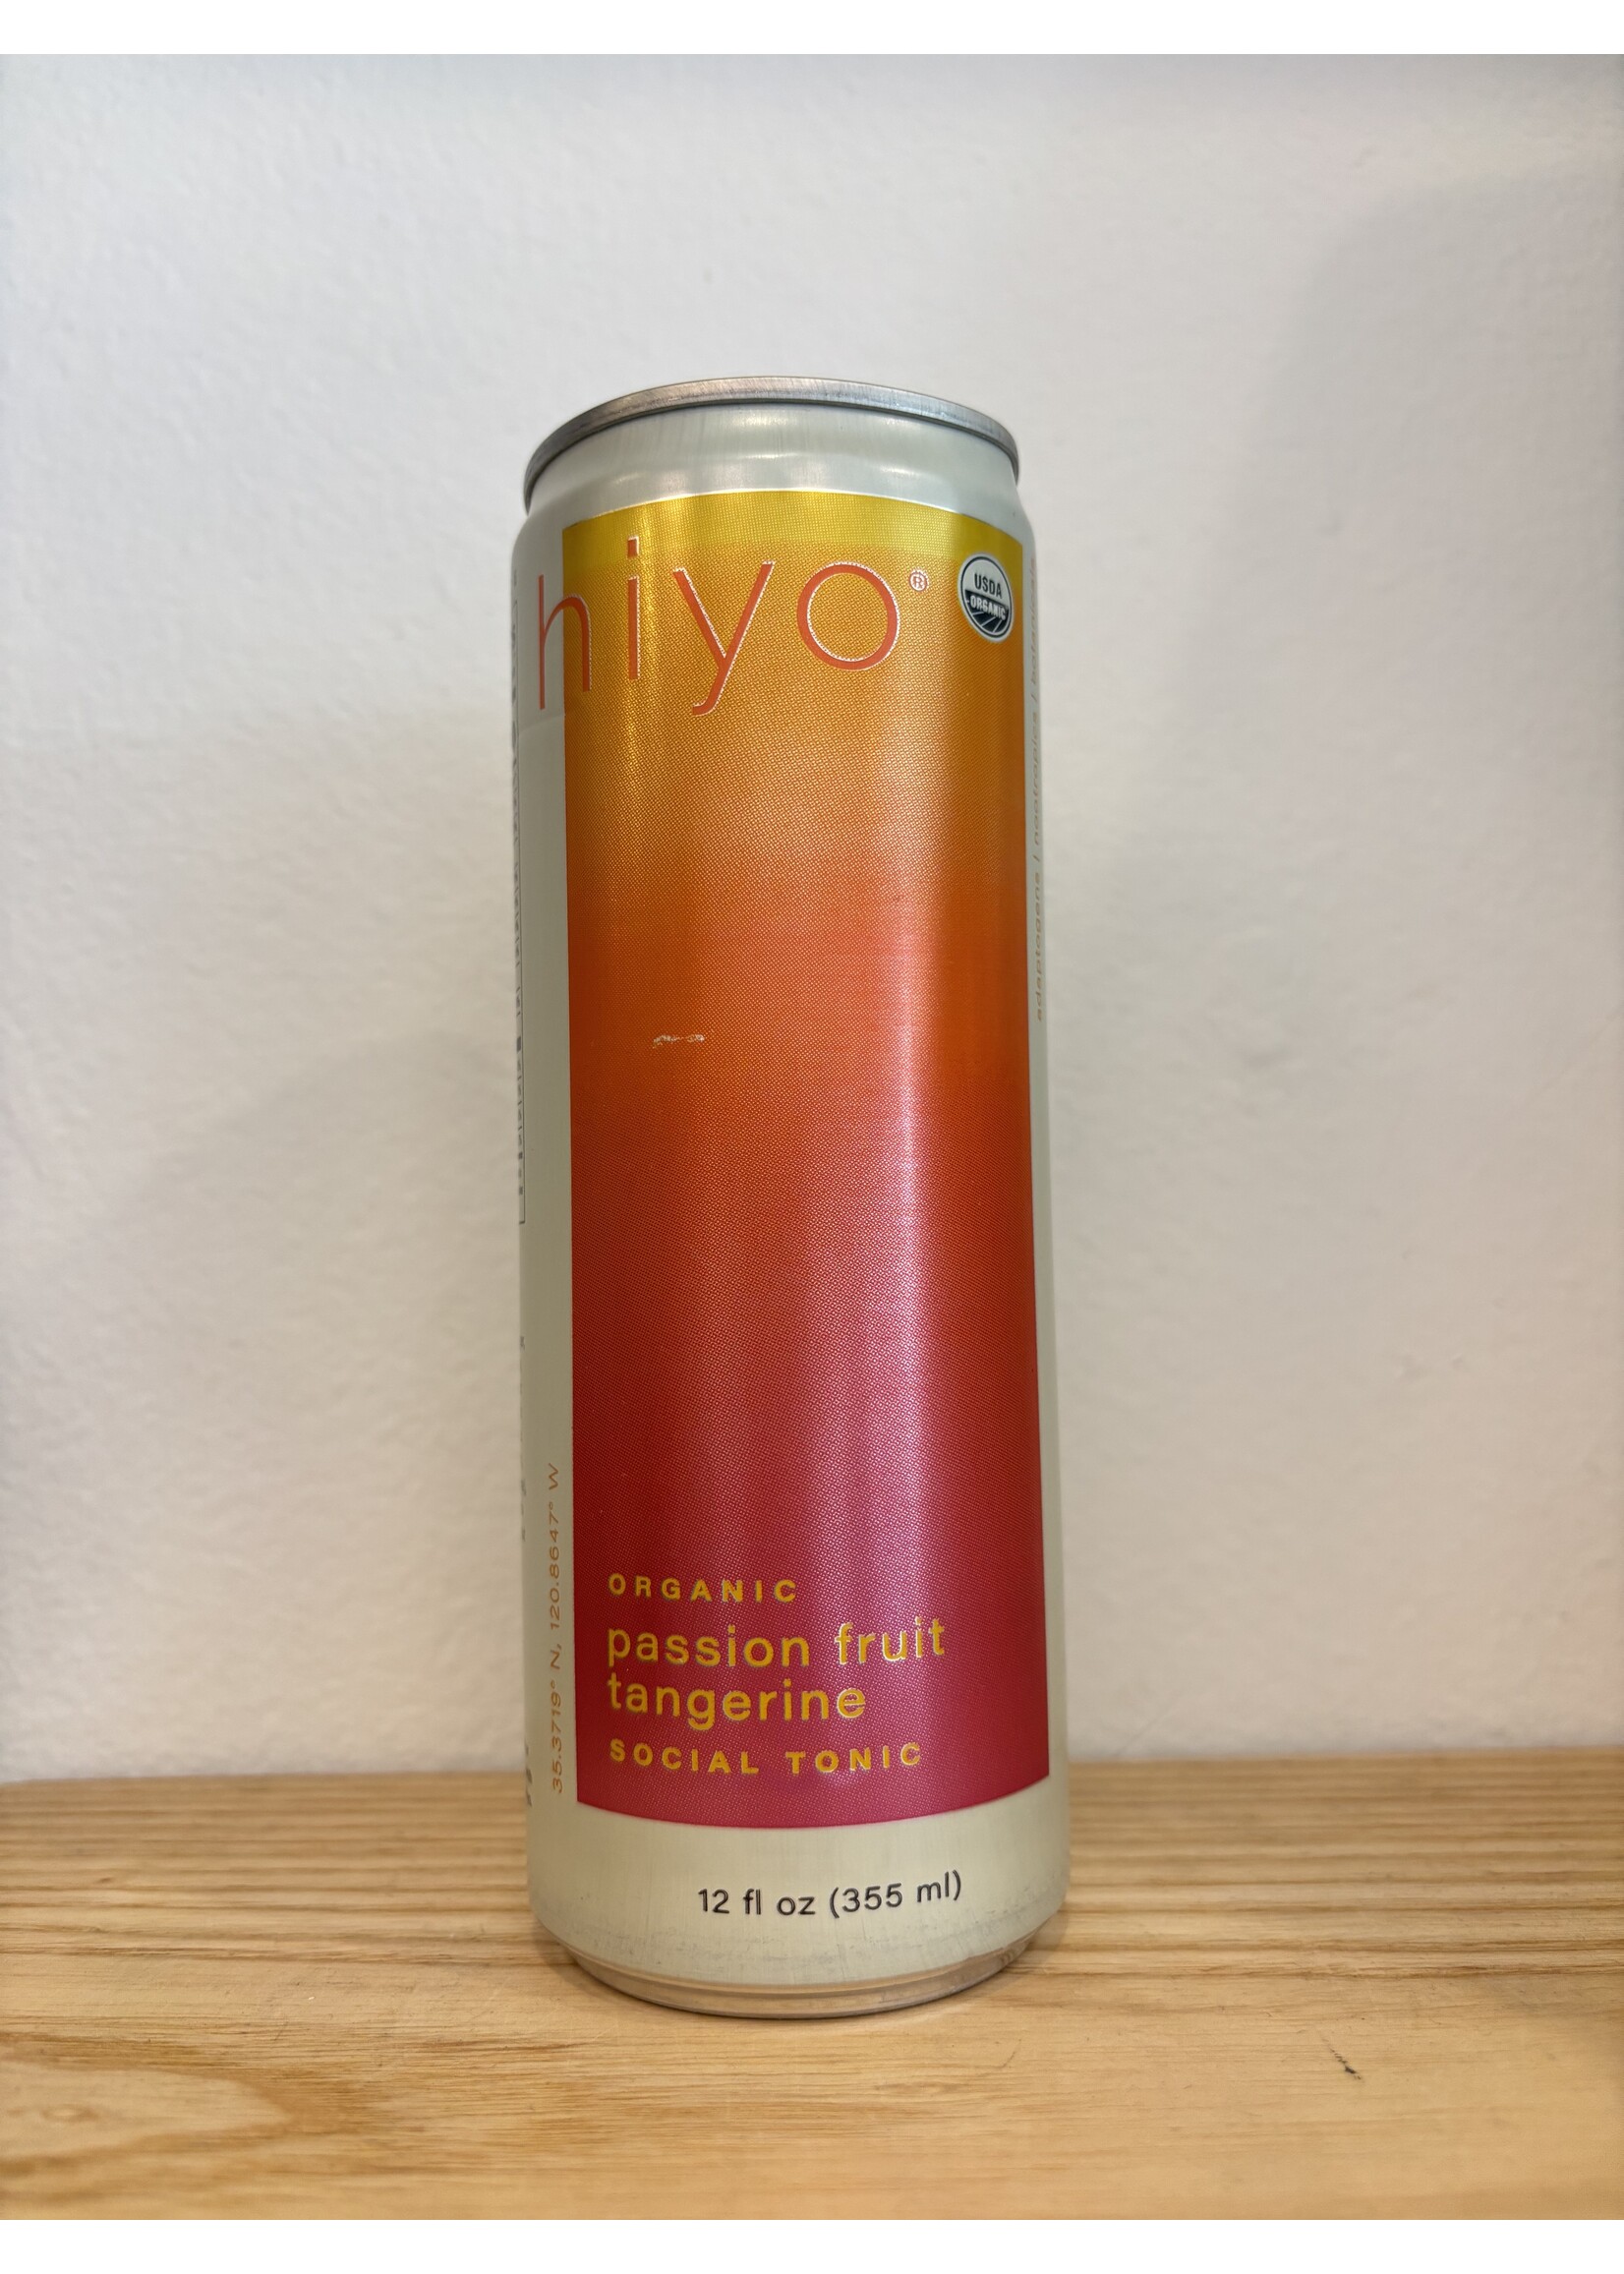 hiyo®
USDA
ORGANIC
adaptogens / nootropics / botanicals
35.3719° N, 120.8647° W
ORGANIC
passion fruit
tangerine
SOCIAL TONIC
12 fl oz (355 ml)